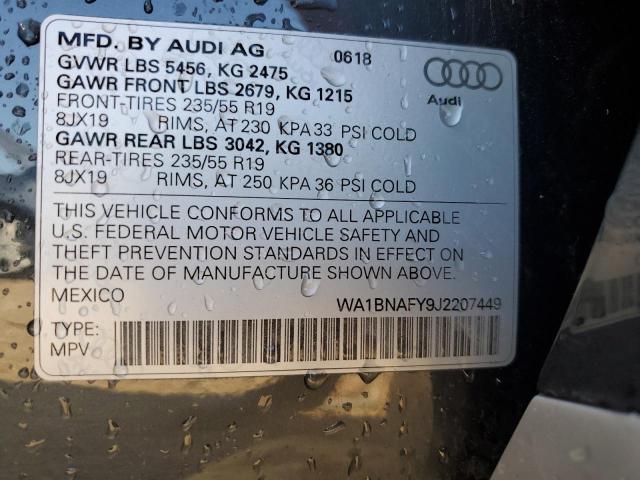 MFD. BY AUDI AG 0618
GVWR LBS 5456, KG 2475
GAWR FRONT LBS 2679, KG 1215
FRONT-TIRES 235/55 R19
8JX19 RIMS, AT 230 KPA 33 PSI COLD
GAWR REAR LBS 3042, KG 1380
REAR-TIRES 235/55 R19
8JX19 RIMS, AT 250 KPA 36 PSI COLD
Audi
THIS VEHICLE CONFORMS TO ALL APPLICABLE
U.S. FEDERAL MOTOR VEHICLE SAFETY AND
THEFT PREVENTION STANDARDS IN EFFECT ON
THE DATE OF MANUFACTURE SHOWN ABOVE.
MEXICO WA1BNAFY9J2207449
TYPE:
MPV